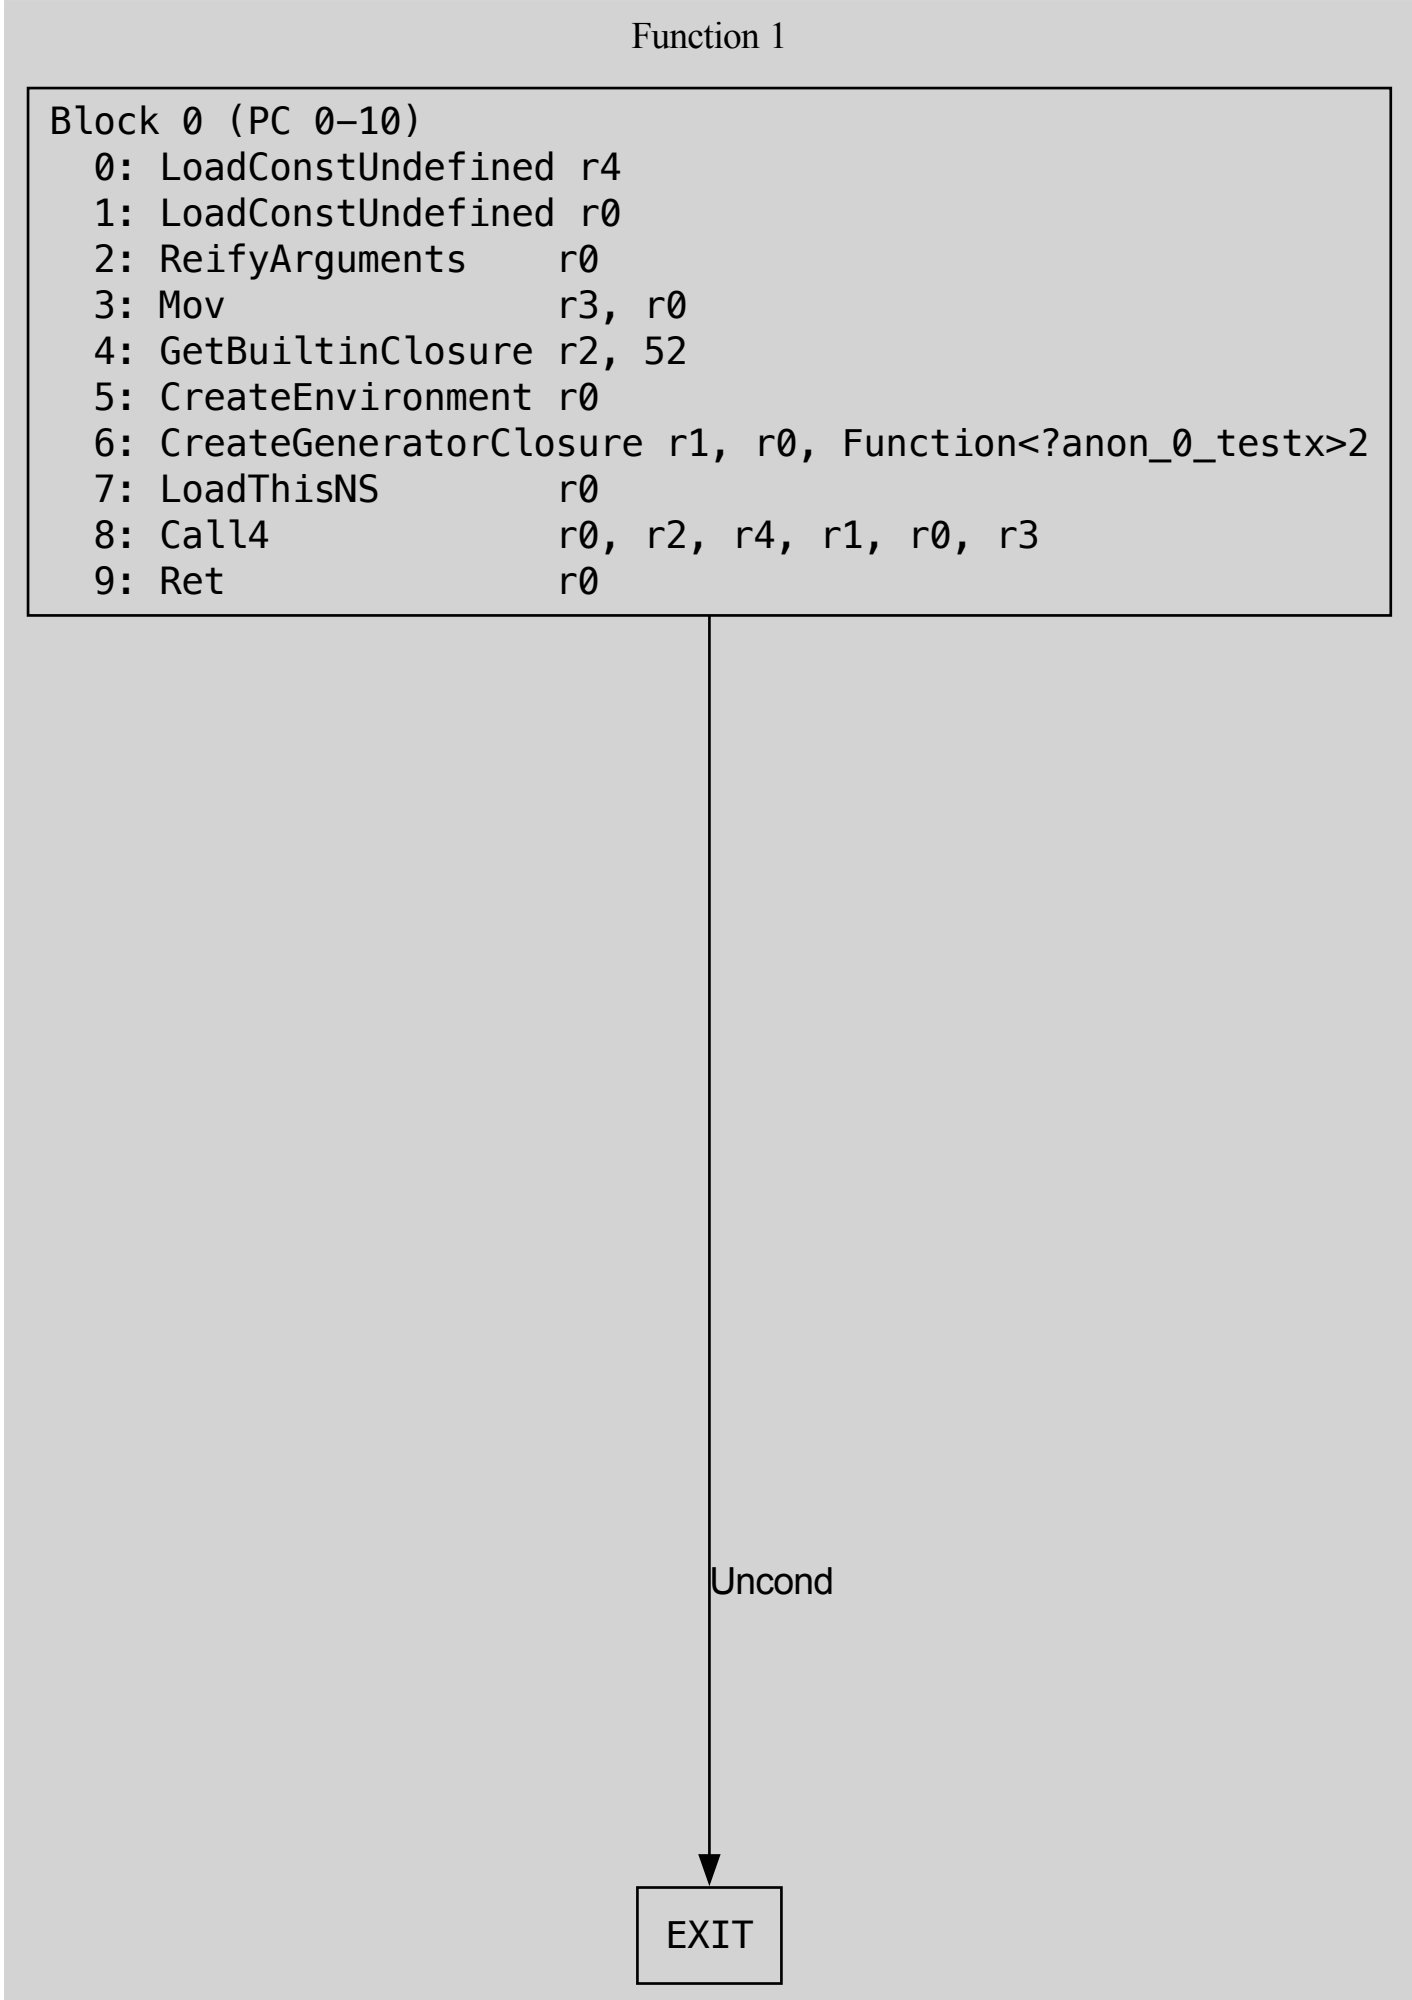 Function 1
Block 0 (PC 0–10)
0: LoadConstUndefined r4
1: LoadConstUndefined r0
2: ReifyArguments    r0
3: Mov               r3, r0
4: GetBuiltinClosure r2, 52
5: CreateEnvironment r0
6: CreateGeneratorClosure r1, r0, Function<?anon_0_testx>2
7: LoadThisNS        r0
8: Call4             r0, r2, r4, r1, r0, r3
9: Ret               r0
Uncond
EXIT